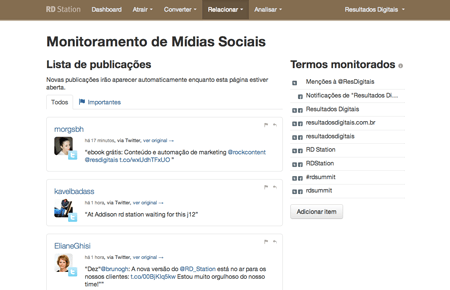 RD Station Dashboard Atrair Converter Relacionar Analisar Resultados Digitais
Monitoramento de Mídias Sociais
Lista de publicações
Novas publicações irão aparecer automaticamente enquanto esta página estiver
aberta.
Todos Importantes
morgsbh
há 17 minutos, via Twitter, ver original →
"ebook grátis: Conteúdo e automação de marketing @rockcontent
@resdigitais t.co/wxUdhTFxUO "
kavelbadass
há 1 hora, via Twitter, ver original →
"At Addison rd station waiting for this j12"
ElianeGhisi
há 1 hora, via Twitter, ver original →
"Dez"@brunogh: A nova versão do @RD_Station está no ar para os
nossos clientes: t.co/00BjKIq5kw Estou muito orgulhoso do nosso
time!""
Termos monitorados
Menções à @ResDigitais
Notificações de "Resultados Di...
Resultados Digitais
resultadosdigitais.com.br
resultadosdigitais
RD Station
RDStation
#rdsummit
rdsummit
Adicionar item